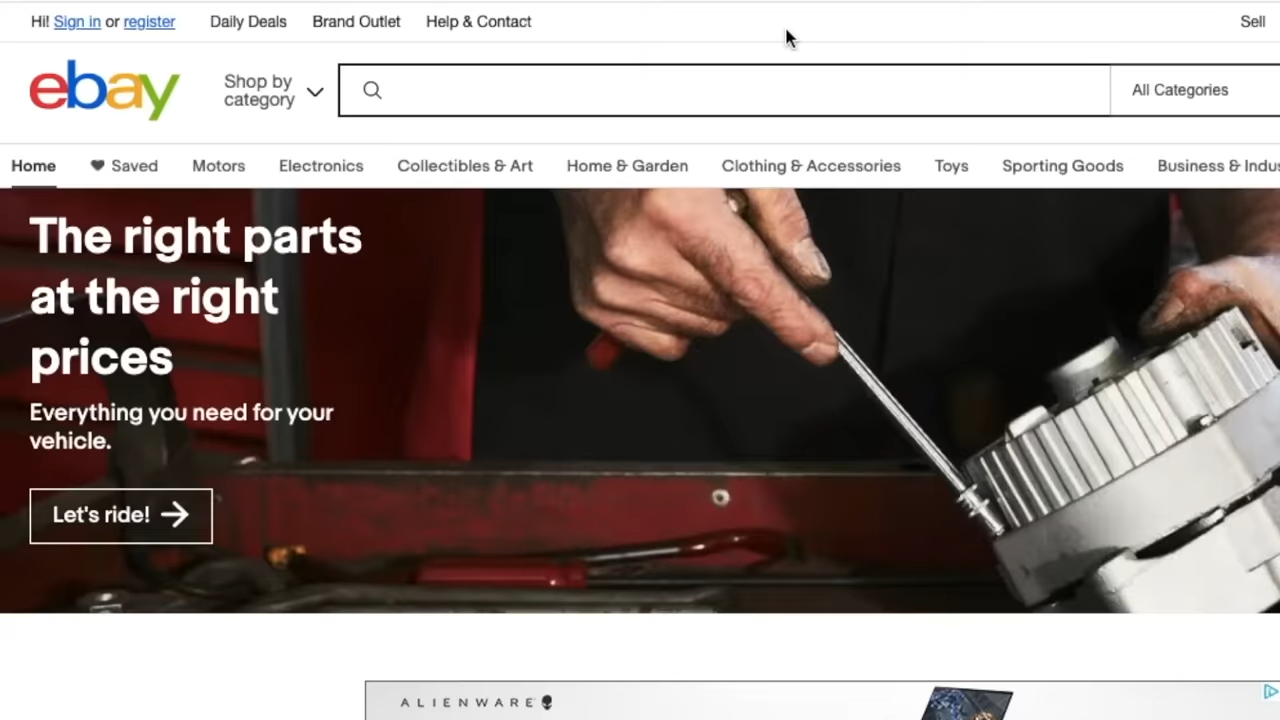 Hi! Sign in or register Daily Deals Brand Outlet Help & Contact Sell
ebay
Shop by
category
All Categories
Home Saved Motors Electronics Collectibles & Art Home & Garden Clothing & Accessories Toys Sporting Goods Business & Indus
The right parts
at the right
prices
Everything you need for your
vehicle.
Let's ride!
ALIENWARE